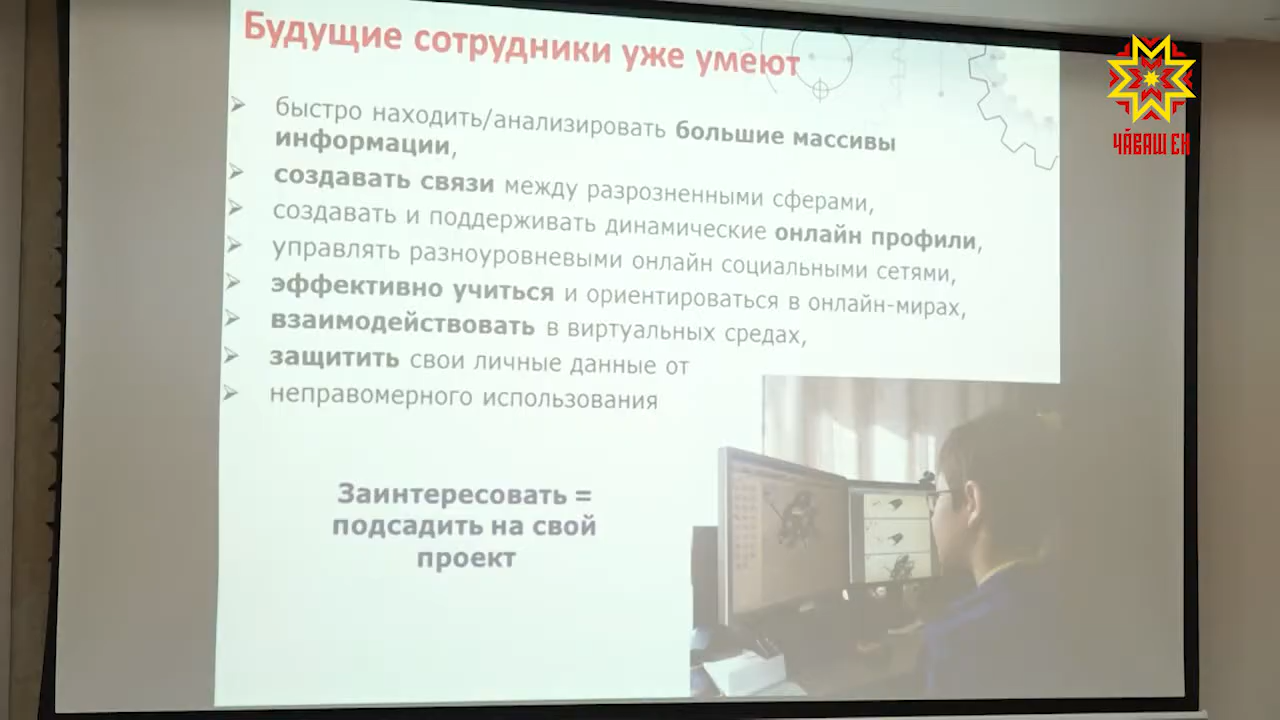 Будущие сотрудники уже умеют
быстро находить/анализировать большие массивы
информации,
создавать связи между разрозненными сферами,
создавать и поддерживать динамические онлайн профили,
управлять разноуровневыми онлайн социальными сетями,
эффективно учиться и ориентироваться в онлайн-мирах,
взаимодействовать в виртуальных средах,
защитить свои личные данные от
неправомерного использования
Заинтересовать =
подсадить на свой
проект
ЧӐВАШ ЕН